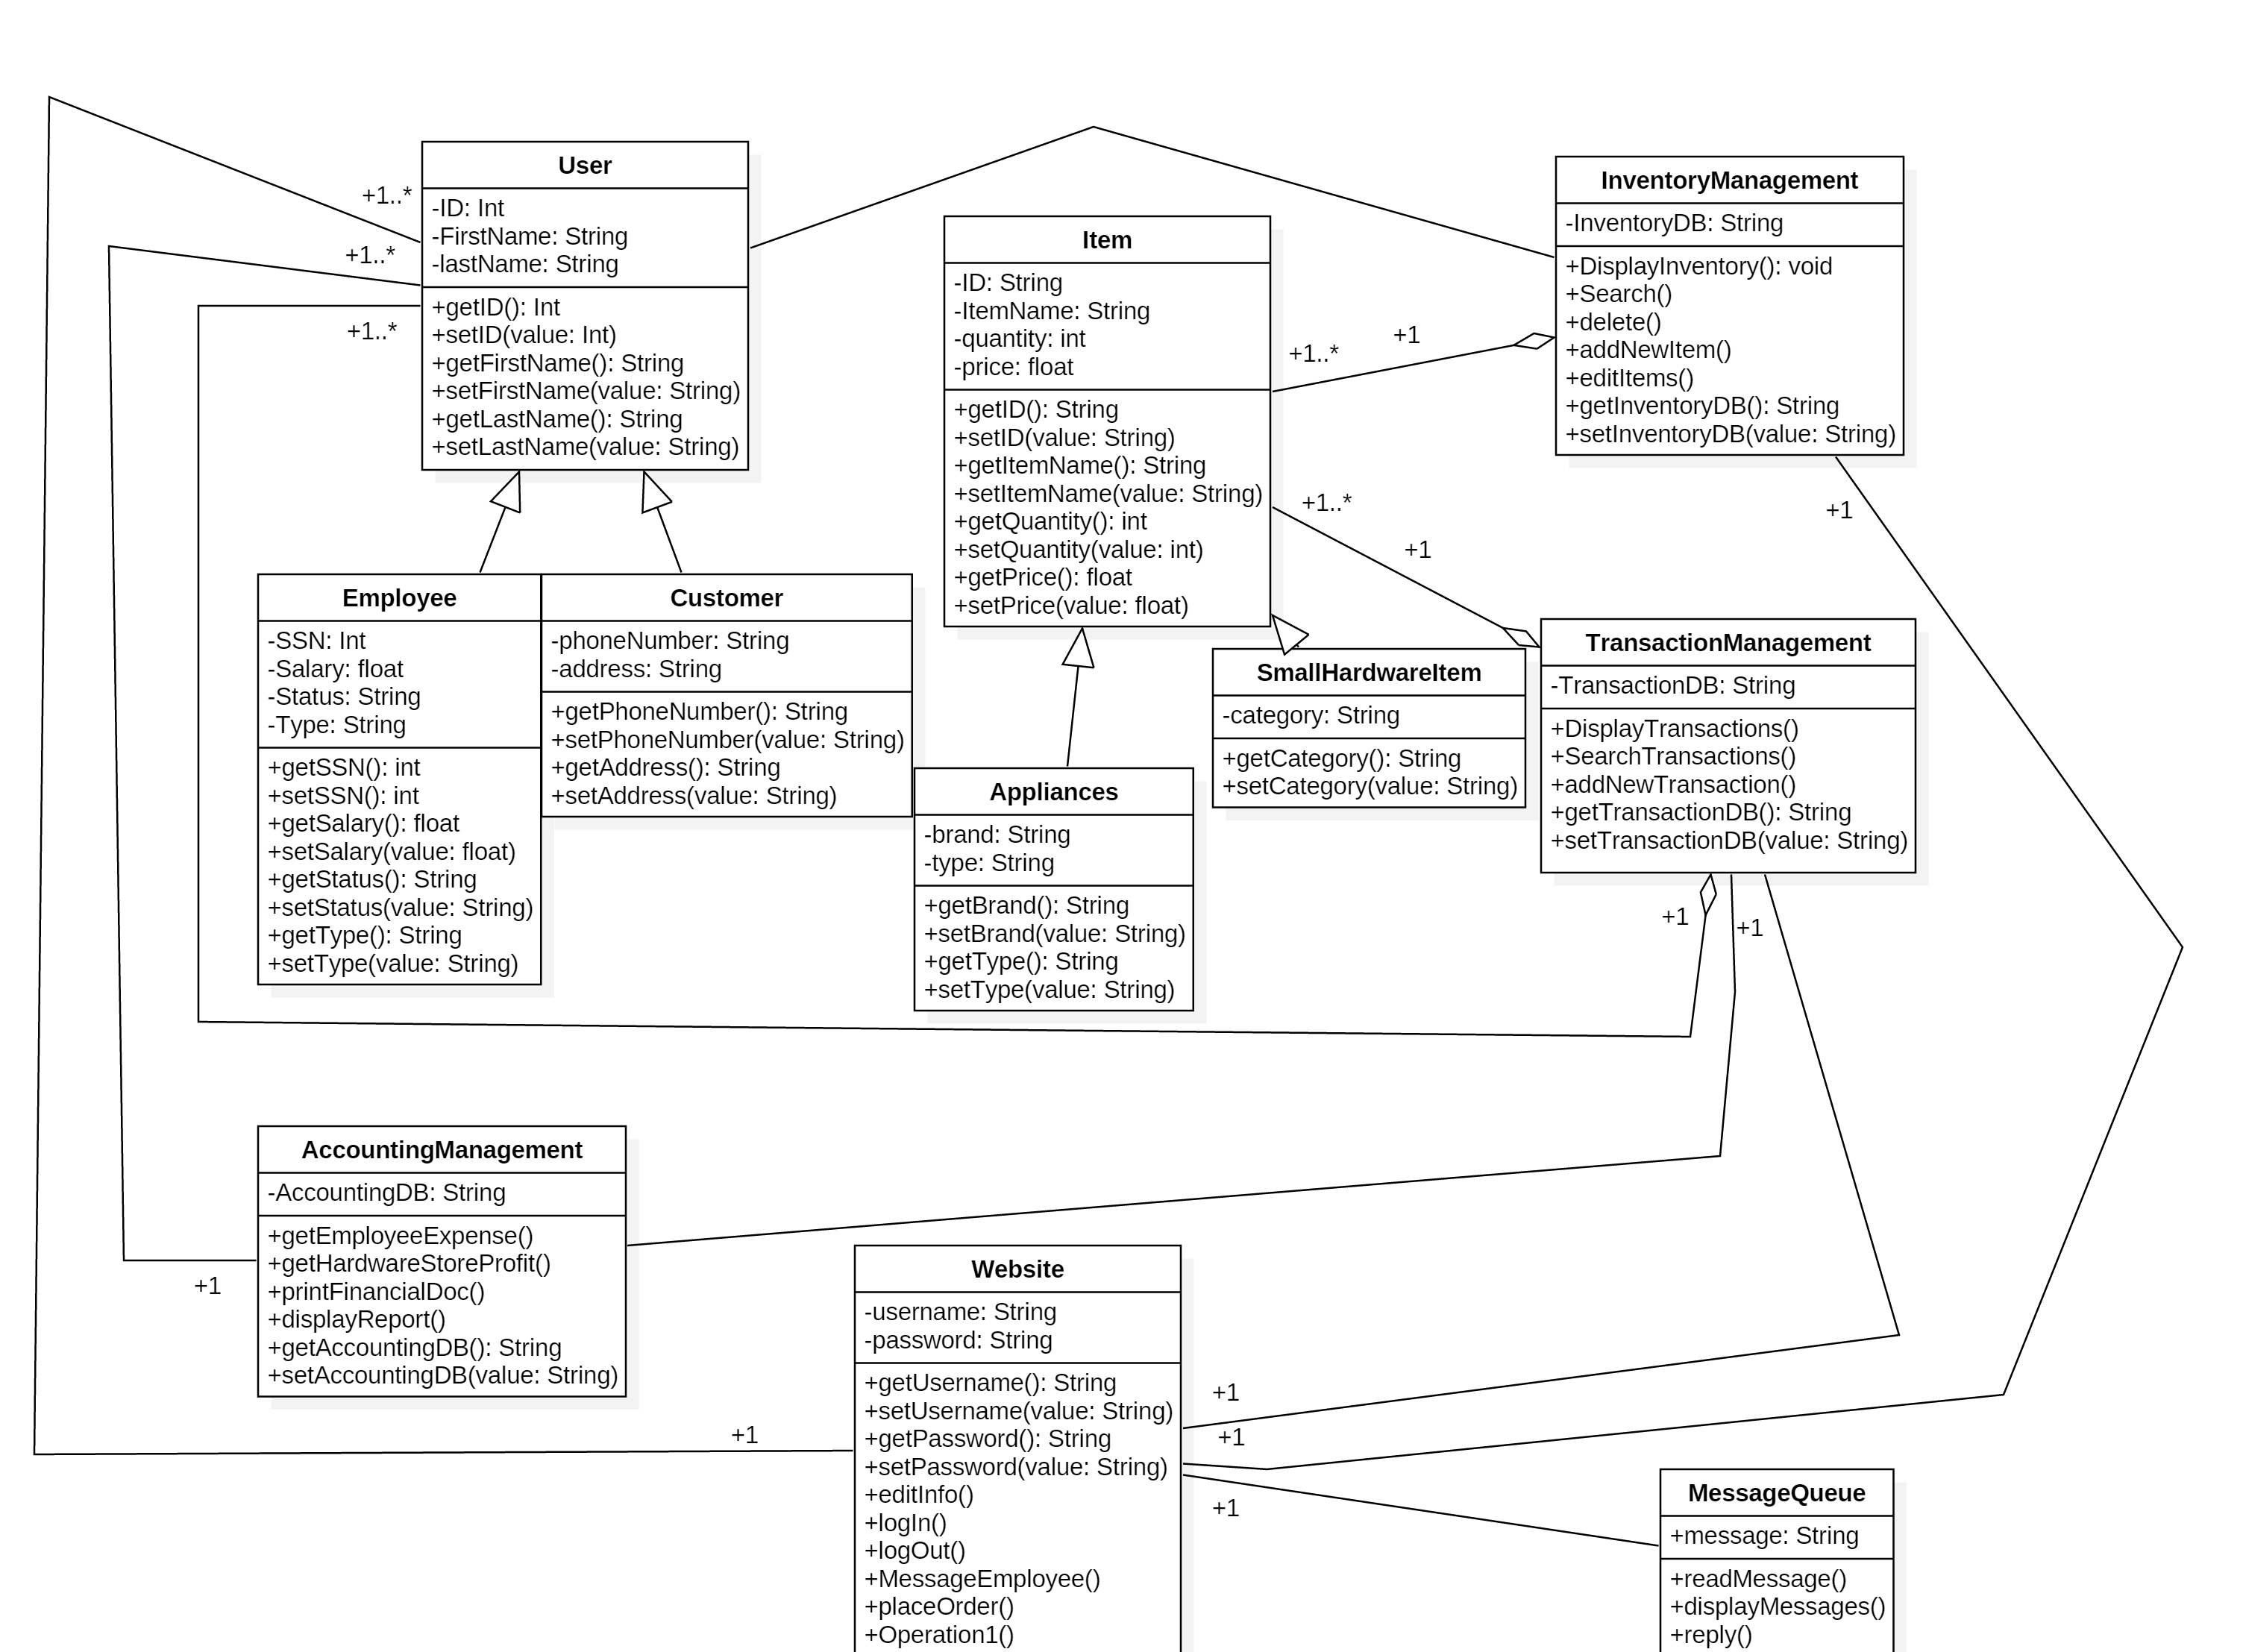 User
-ID: Int
-FirstName: String
-lastName: String
+getID(): Int
+setID(value: Int)
+getFirstName(): String
+setFirstName(value: String)
+getLastName(): String
+setLastName(value: String)
+1..*
+1..*
+1..*
Item
-ID: String
-ItemName: String
-quantity: int
-price: float
+getID(): String
+setID(value: String)
+getItemName(): String
+setItemName(value: String)
+getQuantity(): int
+setQuantity(value: int)
+getPrice(): float
+setPrice(value: float)
+1..*
+1
+1..*
+1
InventoryManagement
-InventoryDB: String
+DisplayInventory(): void
+Search()
+delete()
+addNewItem()
+editItems()
+getInventoryDB(): String
+setInventoryDB(value: String)
+1
Employee
-SSN: Int
-Salary: float
-Status: String
-Type: String
+getSSN(): int
+setSSN(): int
+getSalary(): float
+setSalary(value: float)
+getStatus(): String
+setStatus(value: String)
+getType(): String
+setType(value: String)
Customer
-phoneNumber: String
-address: String
+getPhoneNumber(): String
+setPhoneNumber(value: String)
+getAddress(): String
+setAddress(value: String)
Appliances
-brand: String
-type: String
+getBrand(): String
+setBrand(value: String)
+getType(): String
+setType(value: String)
SmallHardwareItem
-category: String
+getCategory(): String
+setCategory(value: String)
TransactionManagement
-TransactionDB: String
+DisplayTransactions()
+SearchTransactions()
+addNewTransaction()
+getTransactionDB(): String
+setTransactionDB(value: String)
+1
+1
AccountingManagement
-AccountingDB: String
+getEmployeeExpense()
+getHardwareStoreProfit()
+printFinancialDoc()
+displayReport()
+getAccountingDB(): String
+setAccountingDB(value: String)
+1
+1
Website
-username: String
-password: String
+getUsername(): String
+setUsername(value: String)
+getPassword(): String
+setPassword(value: String)
+editInfo()
+logIn()
+logOut()
+MessageEmployee()
+placeOrder()
+Operation1()
+1
+1
+1
MessageQueue
+message: String
+readMessage()
+displayMessages()
+reply()